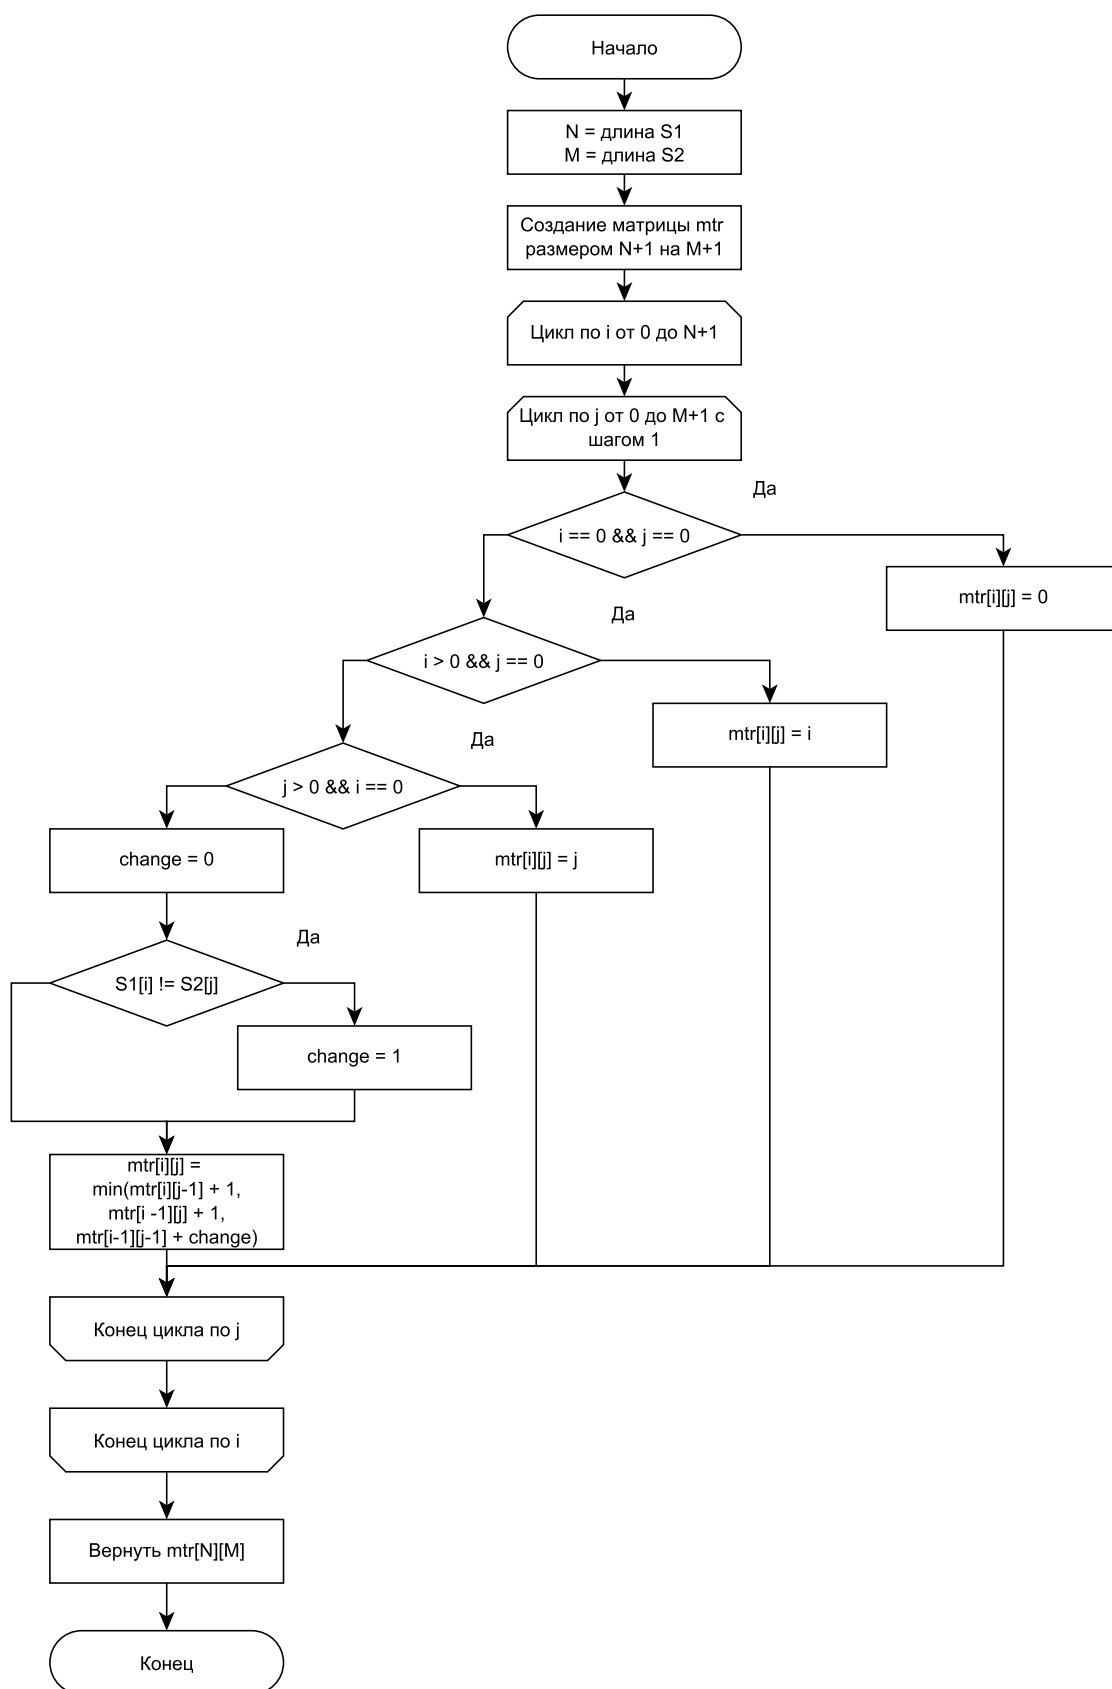 Начало
N = длина S1
M = длина S2
Создание матрицы mtr
размером N+1 на M+1
Цикл по i от 0 до N+1
Цикл по j от 0 до M+1 с
шагом 1
Да
i == 0 && j == 0
mtr[i][j] = 0
Да
i > 0 && j == 0
mtr[i][j] = i
Да
j > 0 && i == 0
change = 0
mtr[i][j] = j
Да
S1[i] != S2[j]
change = 1
mtr[i][j] =
min(mtr[i][j-1] + 1,
mtr[i -1][j] + 1,
mtr[i-1][j-1] + change)
Конец цикла по j
Конец цикла по i
Вернуть mtr[N][M]
Конец